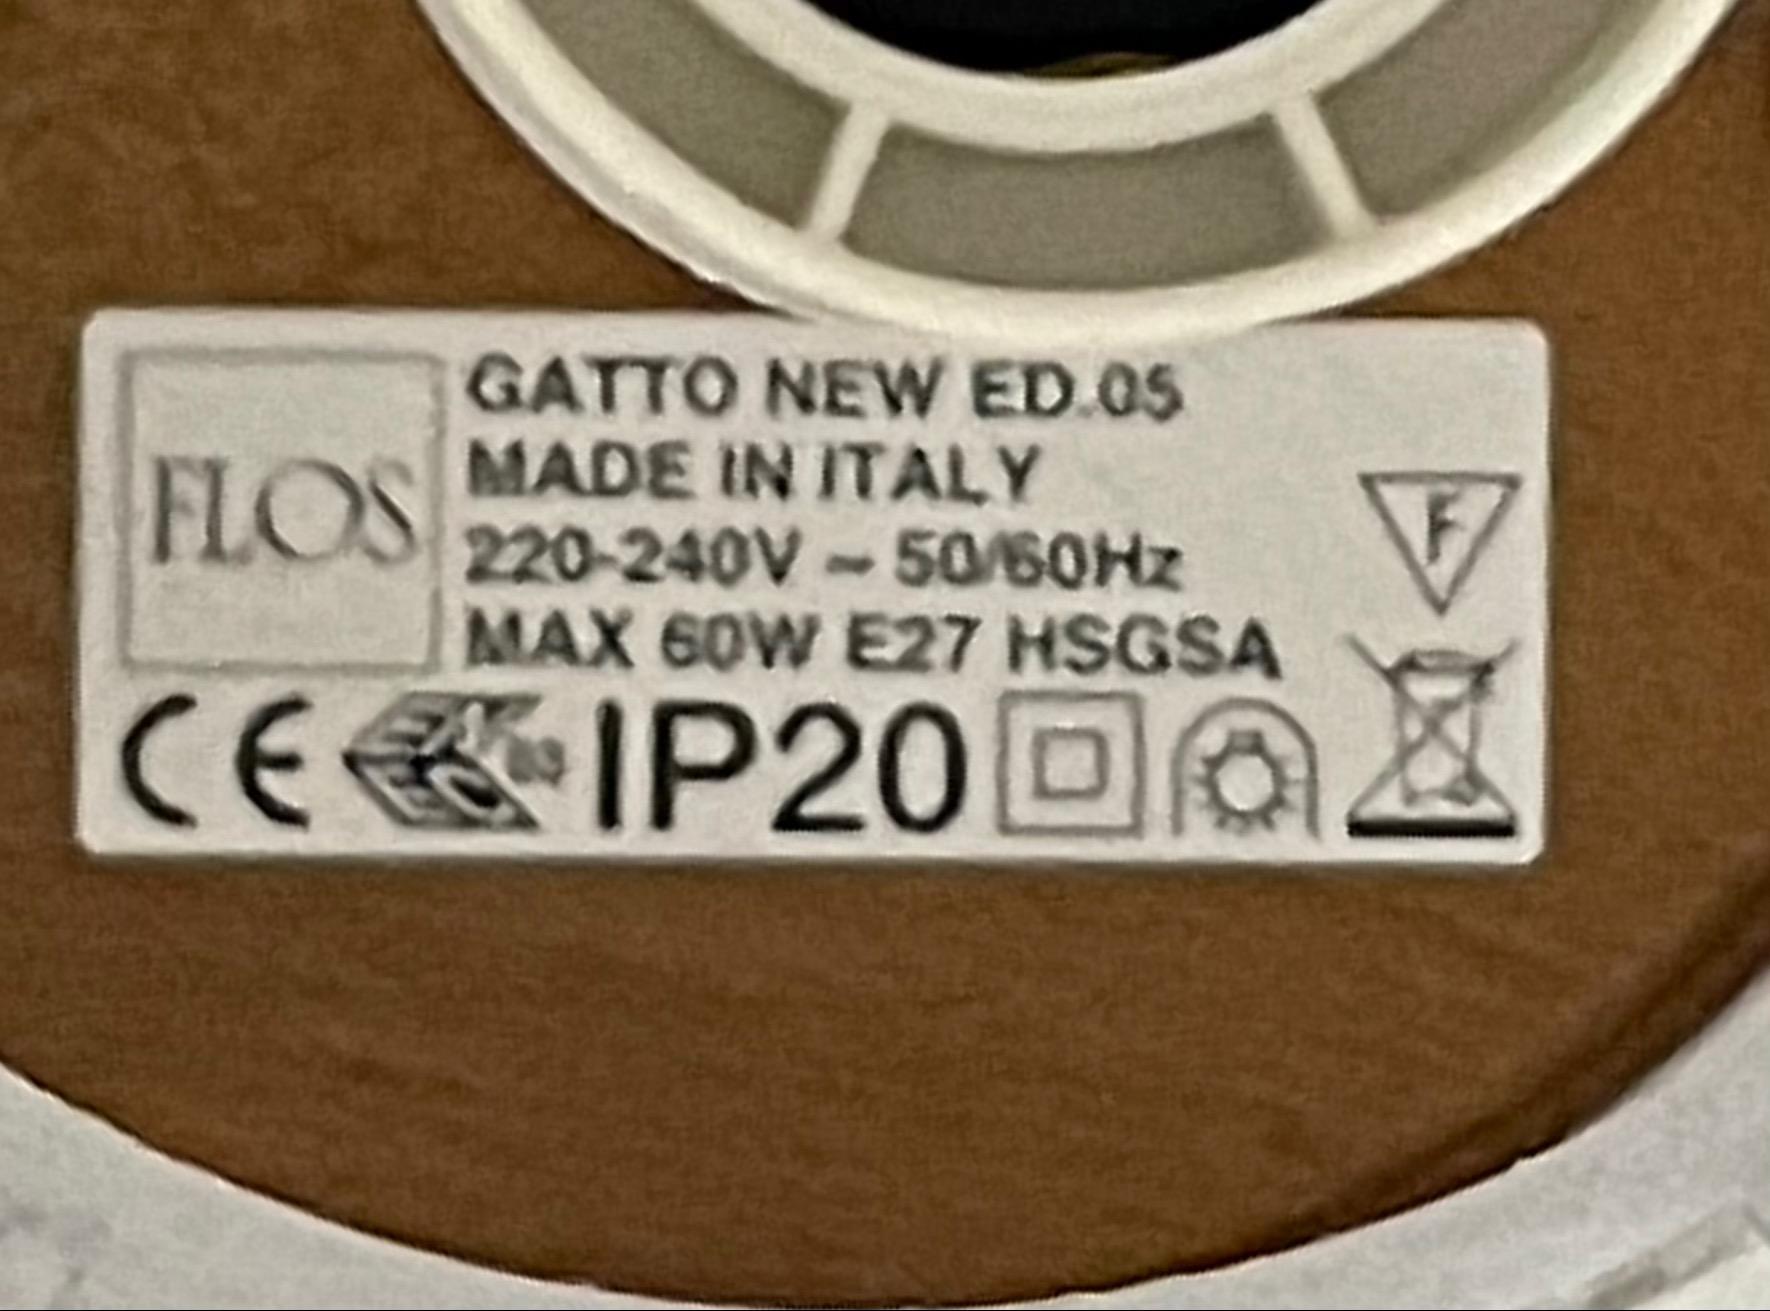 FLOS
GATTO NEW ED.05
MADE IN ITALY
220-240V ~ 50/60Hz
MAX 60W E27 HSGSA
CE IP20
F